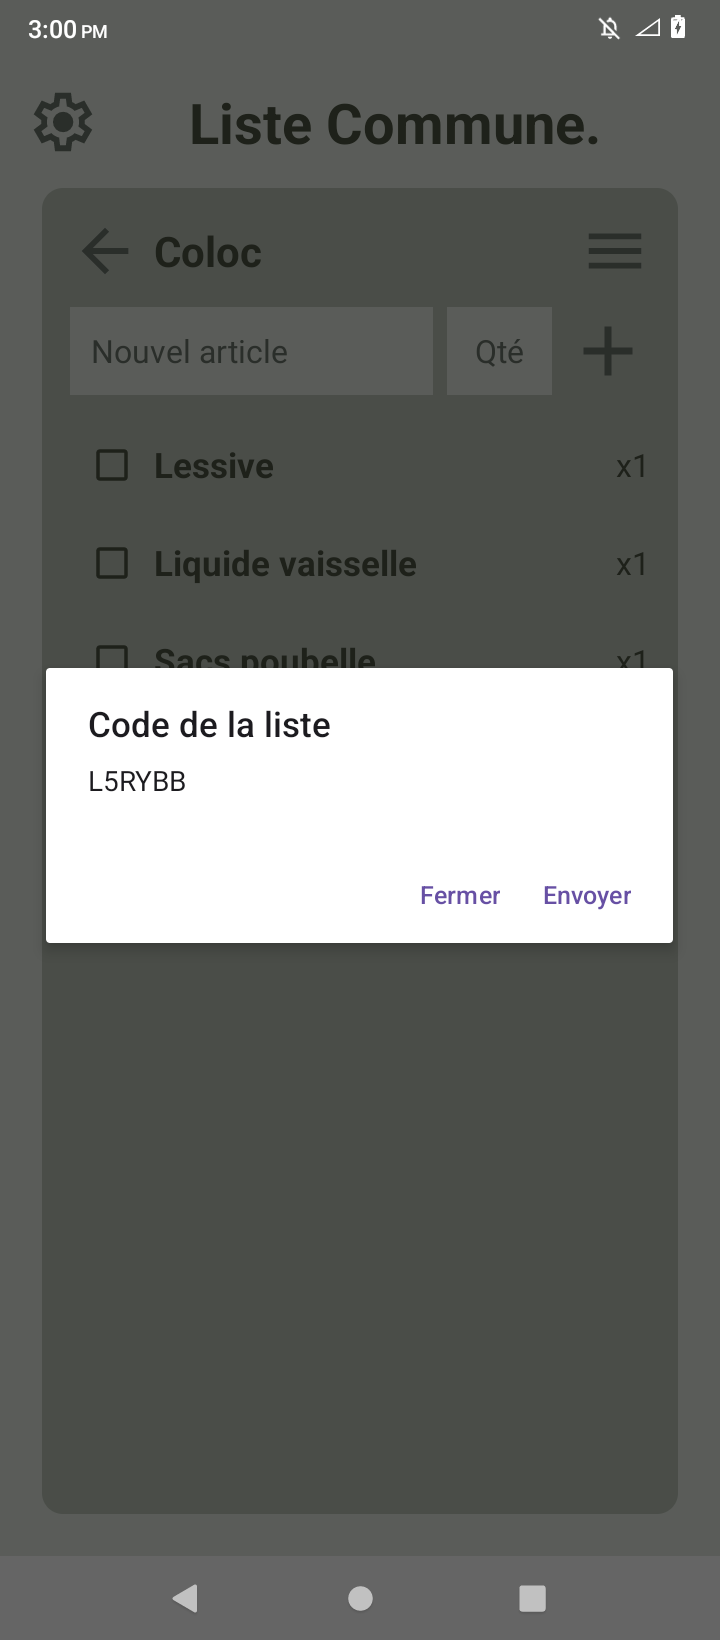 3:00 PM
Liste Commune.
Coloc
Nouvel article Qté
Lessive x1
Liquide vaisselle x1
Sacs poubelle x1
Code de la liste
L5RYBB
Fermer Envoyer